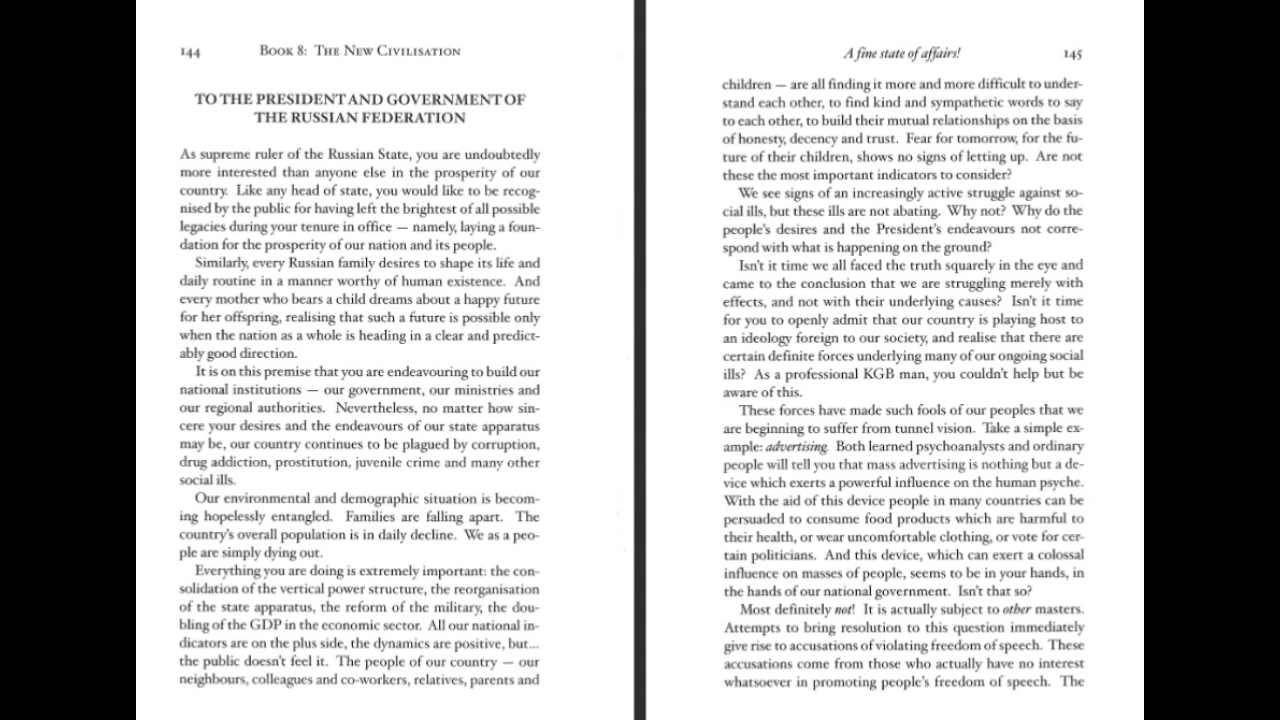 144 Book 8: The New Civilisation
TO THE PRESIDENT AND GOVERNMENT OF
THE RUSSIAN FEDERATION
As supreme ruler of the Russian State, you are undoubtedly
more interested than anyone else in the prosperity of our
country. Like any head of state, you would like to be recog-
nised by the public for having left the brightest of all possible
legacies during your tenure in office — namely, laying a foun-
dation for the prosperity of our nation and its people.
Similarly, every Russian family desires to shape its life and
daily routine in a manner worthy of human existence. And
every mother who bears a child dreams about a happy future
for her offspring, realising that such a future is possible only
when the nation as a whole is heading in a clear and predict-
ably good direction.
It is on this premise that you are endeavouring to build our
national institutions — our government, our ministries and
our regional authorities. Nevertheless, no matter how sin-
cere your desires and the endeavours of our state apparatus
may be, our country continues to be plagued by corruption,
drug addiction, prostitution, juvenile crime and many other
social ills.
Our environmental and demographic situation is becom-
ing hopelessly entangled. Families are falling apart. The
country's overall population is in daily decline. We as a peo-
ple are simply dying out.
Everything you are doing is extremely important: the con-
solidation of the vertical power structure, the reorganisation
of the state apparatus, the reform of the military, the dou-
bling of the GDP in the economic sector. All our national in-
dicators are on the plus side, the dynamics are positive, but...
the public doesn't feel it. The people of our country — our
neighbours, colleagues and co-workers, relatives, parents and
A fine state of affairs! 145
children — are all finding it more and more difficult to under-
stand each other, to find kind and sympathetic words to say
to each other, to build their mutual relationships on the basis
of honesty, decency and trust. Fear for tomorrow, for the fu-
ture of their children, shows no signs of letting up. Are not
these the most important indicators to consider?
We see signs of an increasingly active struggle against so-
cial ills, but these ills are not abating. Why not? Why do the
people's desires and the President's endeavours not corre-
spond with what is happening on the ground?
Isn't it time we all faced the truth squarely in the eye and
came to the conclusion that we are struggling merely with
effects, and not with their underlying causes? Isn't it time
for you to openly admit that our country is playing host to
an ideology foreign to our society, and realise that there are
certain definite forces underlying many of our ongoing social
ills? As a professional KGB man, you couldn't help but be
aware of this.
These forces have made such fools of our peoples that we
are beginning to suffer from tunnel vision. Take a simple ex-
ample: advertising. Both learned psychoanalysts and ordinary
people will tell you that mass advertising is nothing but a de-
vice which exerts a powerful influence on the human psyche.
With the aid of this device people in many countries can be
persuaded to consume food products which are harmful to
their health, or wear uncomfortable clothing, or vote for cer-
tain politicians. And this device, which can exert a colossal
influence on masses of people, seems to be in your hands, in
the hands of our national government. Isn't that so?
Most definitely not! It is actually subject to other masters.
Attempts to bring resolution to this question immediately
give rise to accusations of violating freedom of speech. These
accusations come from those who actually have no interest
whatsoever in promoting people's freedom of speech. The